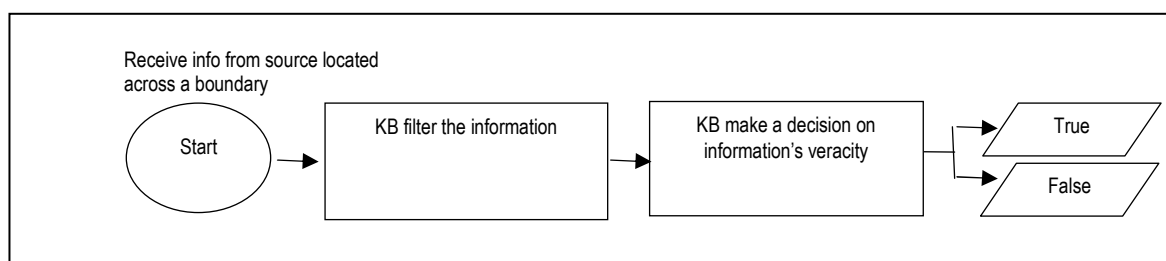 Receive info from source located
across a boundary
Start
KB filter the information
KB make a decision on
information’s veracity
True
False